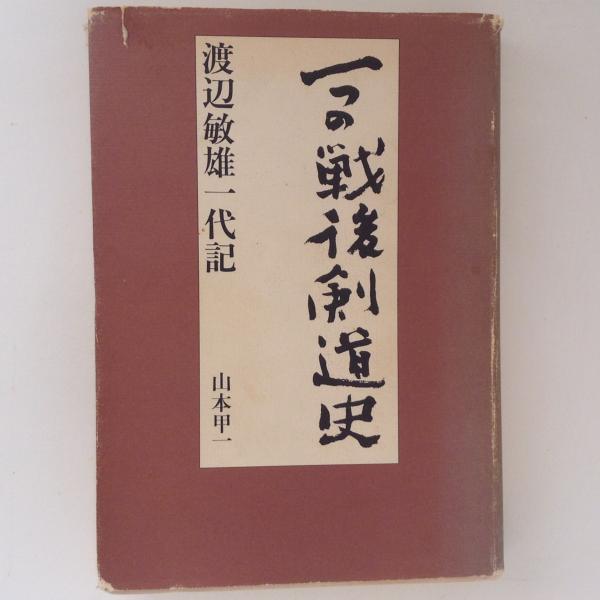 一つの戦後剣道史
渡辺敏雄一代記
山本甲一